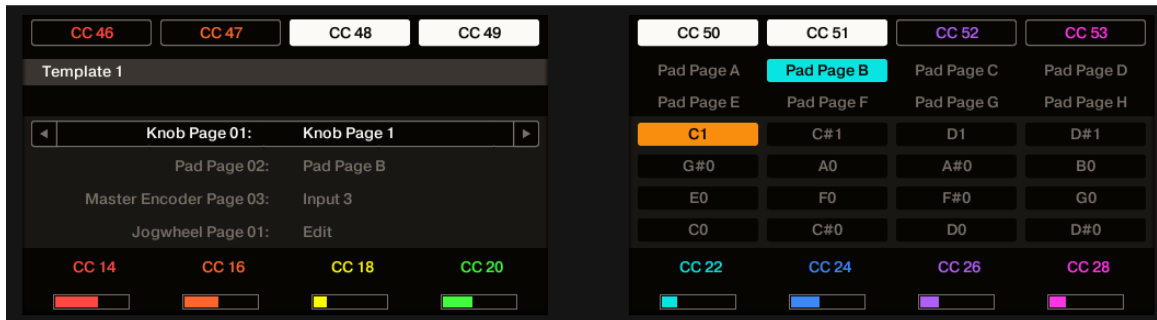 CC 46 CC 47 CC 48 CC 49
Template 1
Knob Page 01: Knob Page 1
Pad Page 02: Pad Page B
Master Encoder Page 03: Input 3
Jogwheel Page 01: Edit
CC 14 CC 16 CC 18 CC 20
CC 50 CC 51 CC 52 CC 53
Pad Page A Pad Page B Pad Page C Pad Page D
Pad Page E Pad Page F Pad Page G Pad Page H
C1 C#1 D1 D#1
G#0 A0 A#0 B0
E0 F0 F#0 G0
C0 C#0 D0 D#0
CC 22 CC 24 CC 26 CC 28